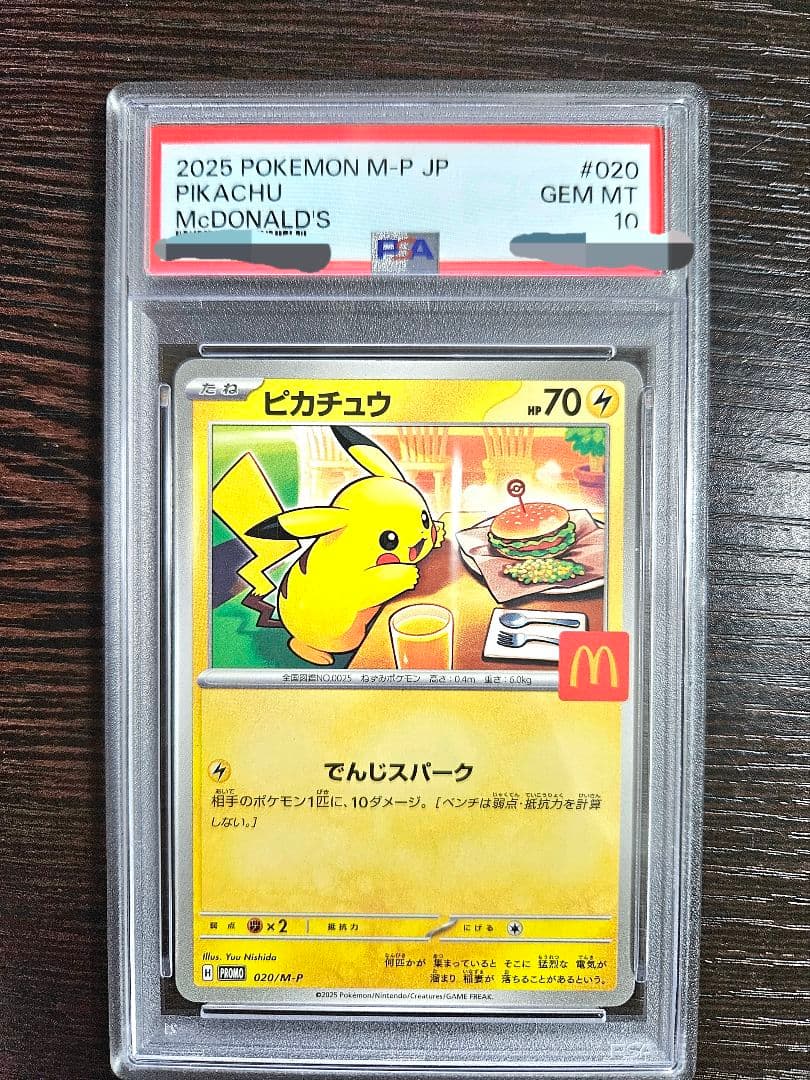 2025 POKEMON M-P JP #020
PIKACHU GEM MT
McDONALD'S 10
PSA
たね ピカチュウ HP70
M
全国図鑑NO.0025 ねずみポケモン 高さ:0.4m 重さ:6.0kg
でんじスパーク
相手のポケモン1匹に、10ダメージ。[ベンチは弱点・抵抗力を計算
しない。]
弱点 ×2 抵抗力 にげる
Illus. Yuu Nishida
何匹かが 集まっていると そこに 猛烈な 電気が
H PROMO 020/M-P
溜まり 稲妻が 落ちることがあるという。
©2025 Pokémon/Nintendo/Creatures/GAME FREAK.
PSA